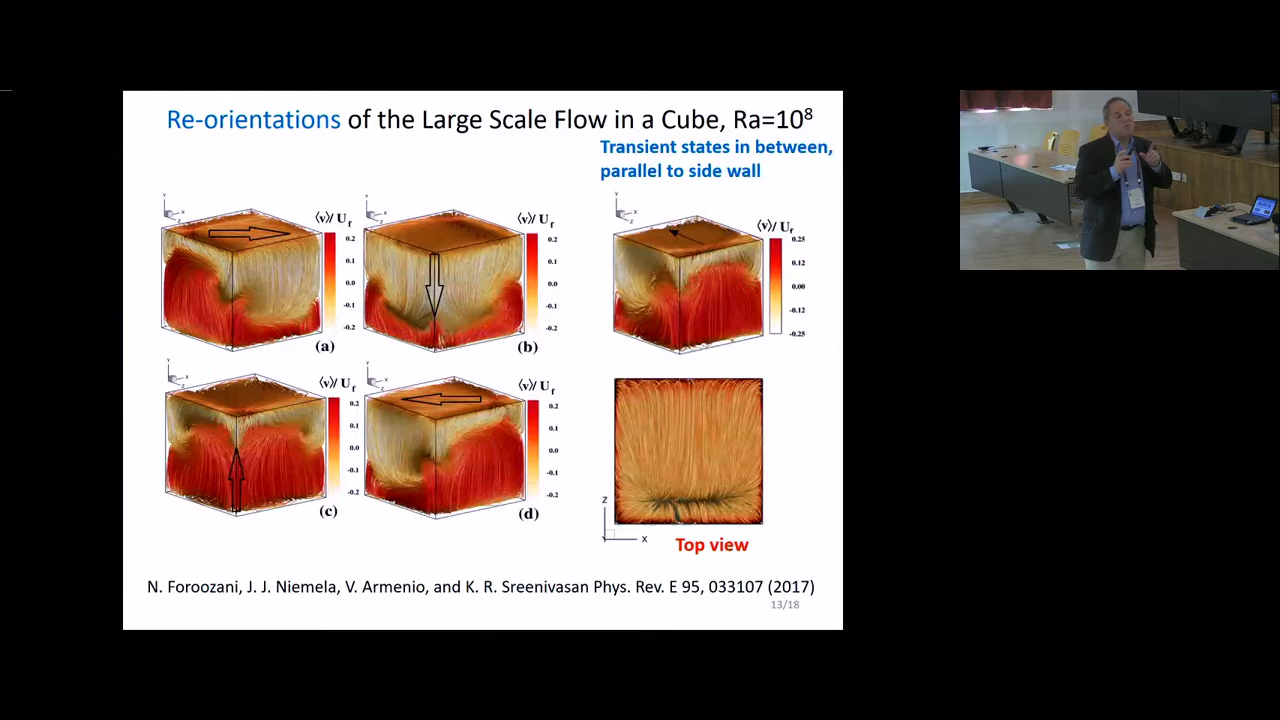 Re-orientations of the Large Scale Flow in a Cube, Ra=10⁸
Transient states in between,
parallel to side wall
⟨v⟩/ U_f
0.2
0.1
0.0
-0.1
-0.2
(a)
⟨v⟩/ U_f
0.2
0.1
0.0
-0.1
-0.2
(b)
⟨v⟩/ U_f
0.25
0.12
0.00
-0.12
-0.25
⟨v⟩/ U_f
0.2
0.1
0.0
-0.1
-0.2
(c)
⟨v⟩/ U_f
0.2
0.1
0.0
-0.1
-0.2
(d)
Z
Y
X
Top view
N. Foroozani, J. J. Niemela, V. Armenio, and K. R. Sreenivasan Phys. Rev. E 95, 033107 (2017)
13/18